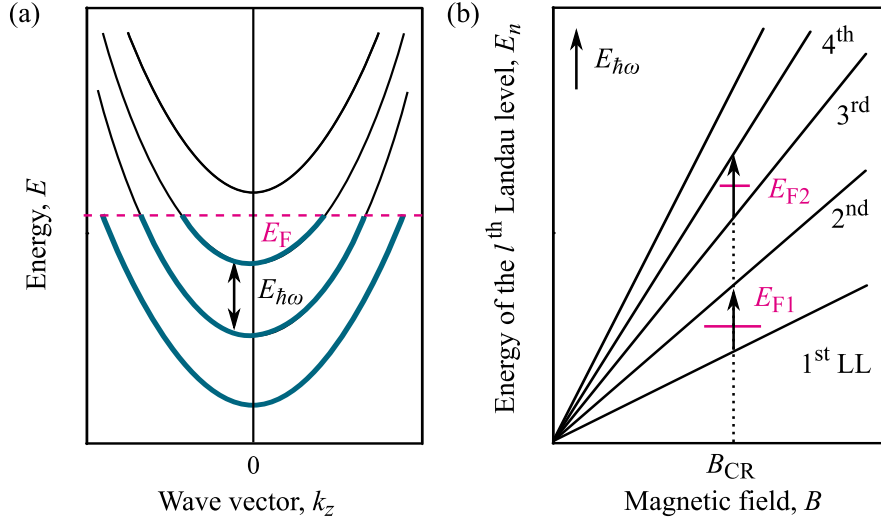 (a)
Energy, E
E_F
E_ħω
0
Wave vector, k_z
(b)
Energy of the l^th Landau level, E_n
E_ħω
4^th
3^rd
2^nd
1^st LL
E_F2
E_F1
B_CR
Magnetic field, B